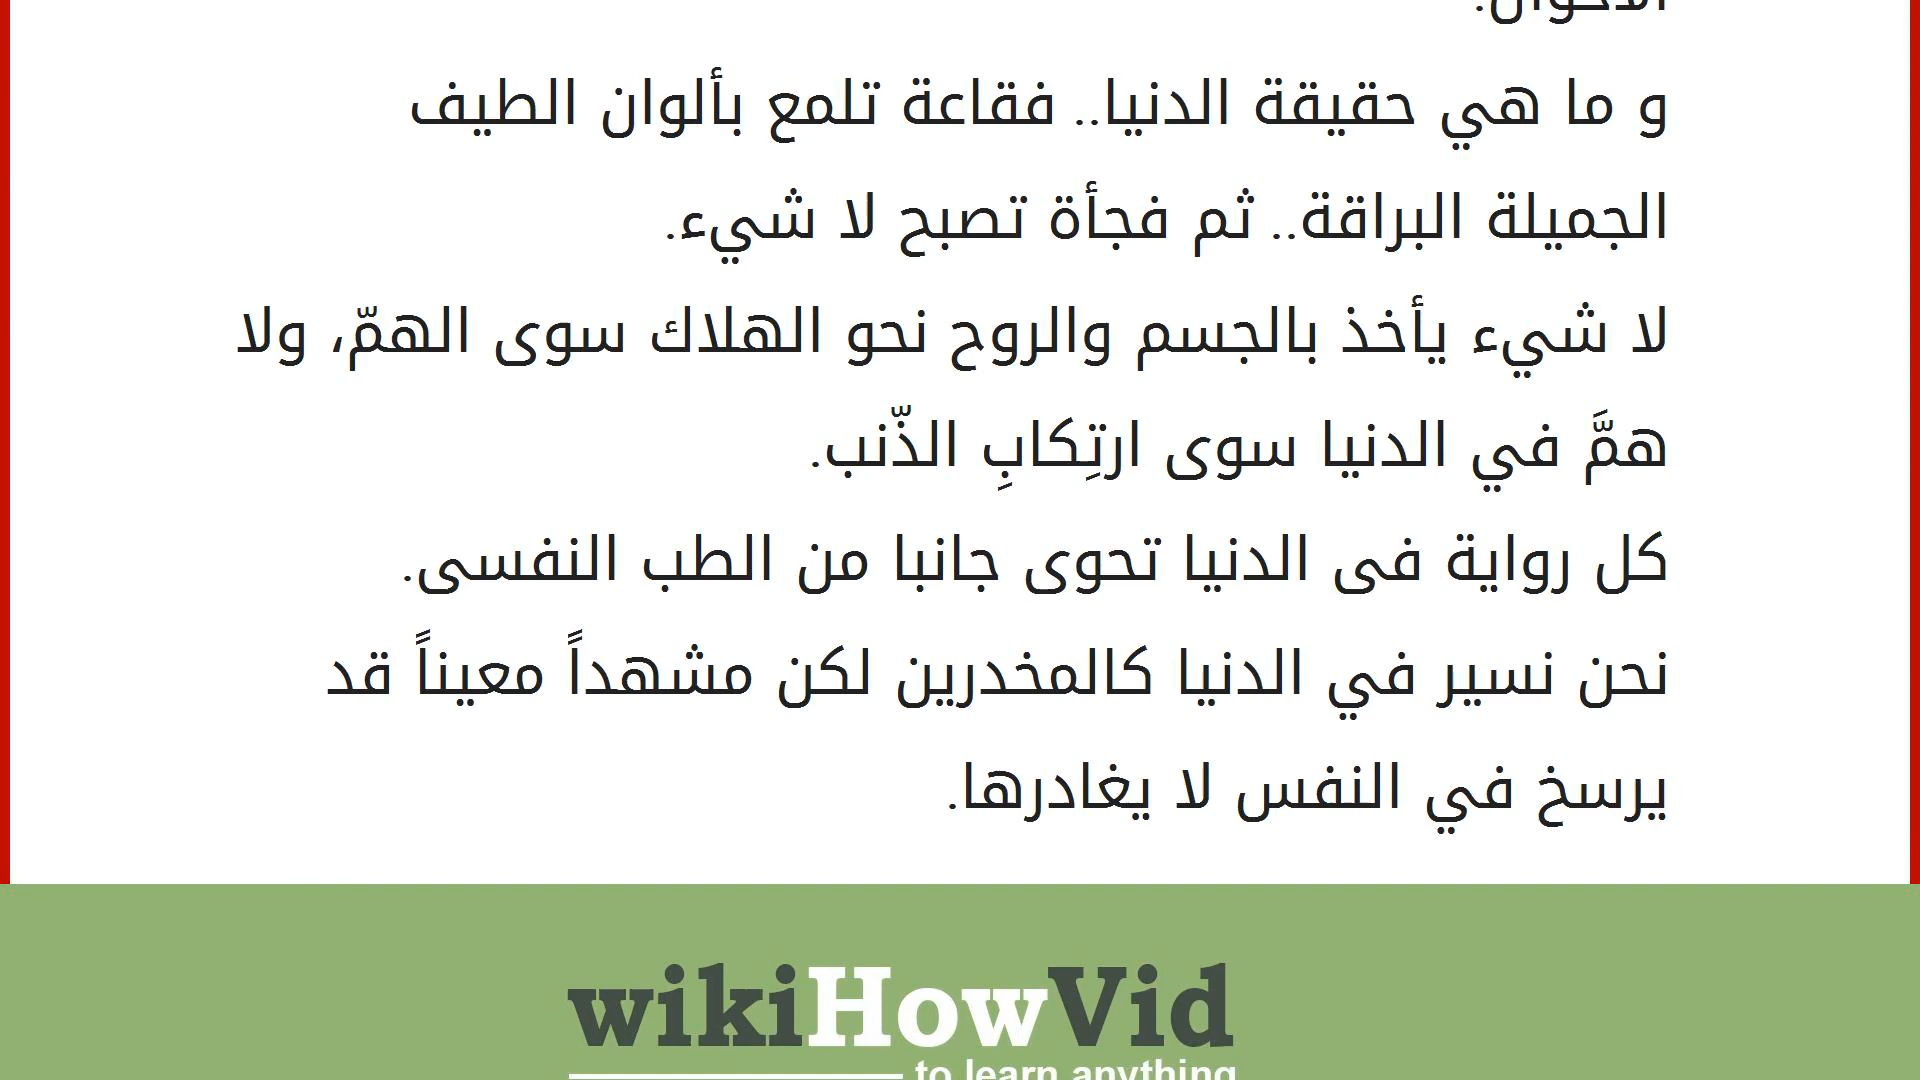 و ما هي حقيقة الدنيا.. فقاعة تلمع بألوان الطيف
الجميلة البراقة.. ثم فجأة تصبح لا شيء.
لا شيء يأخذ بالجسم والروح نحو الهلاك سوى الهمّ، ولا
همَّ في الدنيا سوى ارتِكابِ الذّنب.
كل رواية فى الدنيا تحوى جانبا من الطب النفسى.
نحن نسير في الدنيا كالمخدرين لكن مشهداً معيناً قد
يرسخ في النفس لا يغادرها.
wikiHowVid
to learn anything